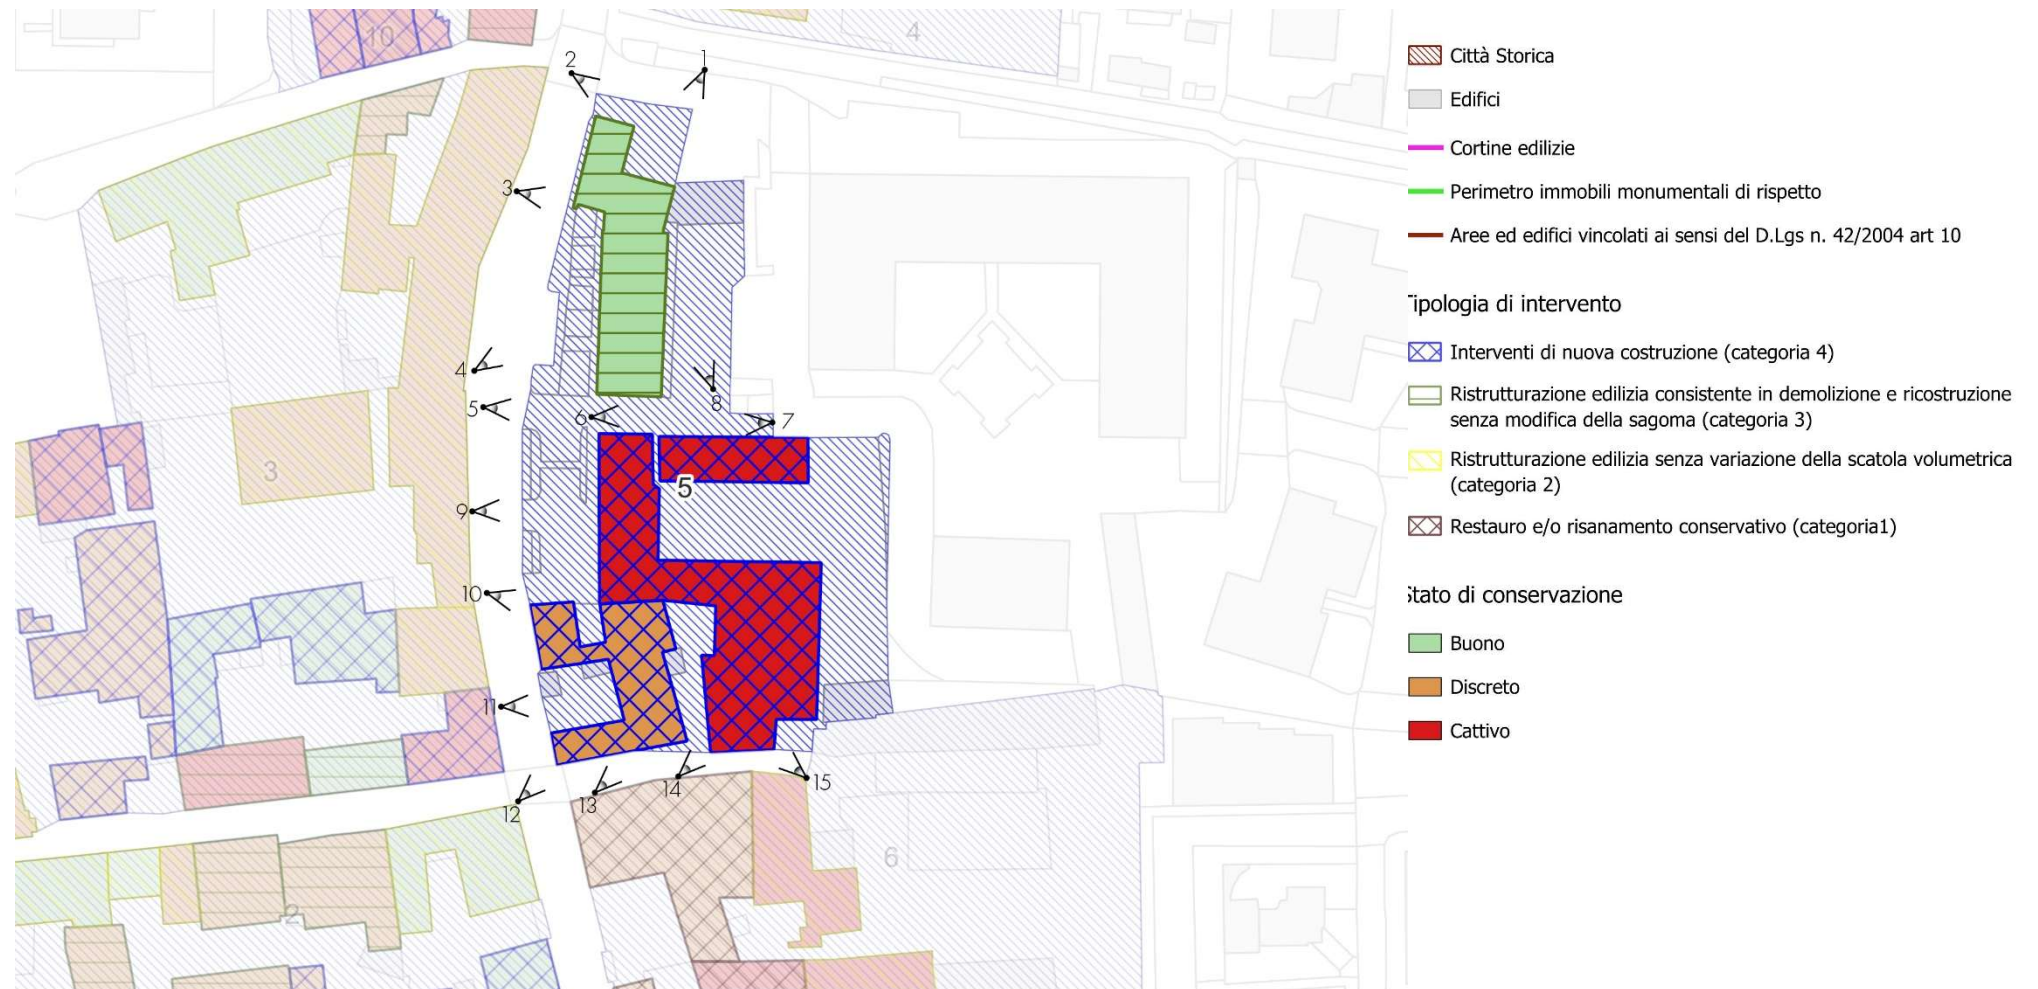 10
4
2
1
3
4
5
6
7
8
3
5
9
10
11
12
13
14
15
6
2
Città Storica
Edifici
Cortine edilizie
Perimetro immobili monumentali di rispetto
Aree ed edifici vincolati ai sensi del D.Lgs n. 42/2004 art 10
Tipologia di intervento
Interventi di nuova costruzione (categoria 4)
Ristrutturazione edilizia consistente in demolizione e ricostruzione
senza modifica della sagoma (categoria 3)
Ristrutturazione edilizia senza variazione della scatola volumetrica
(categoria 2)
Restauro e/o risanamento conservativo (categoria1)
Stato di conservazione
Buono
Discreto
Cattivo